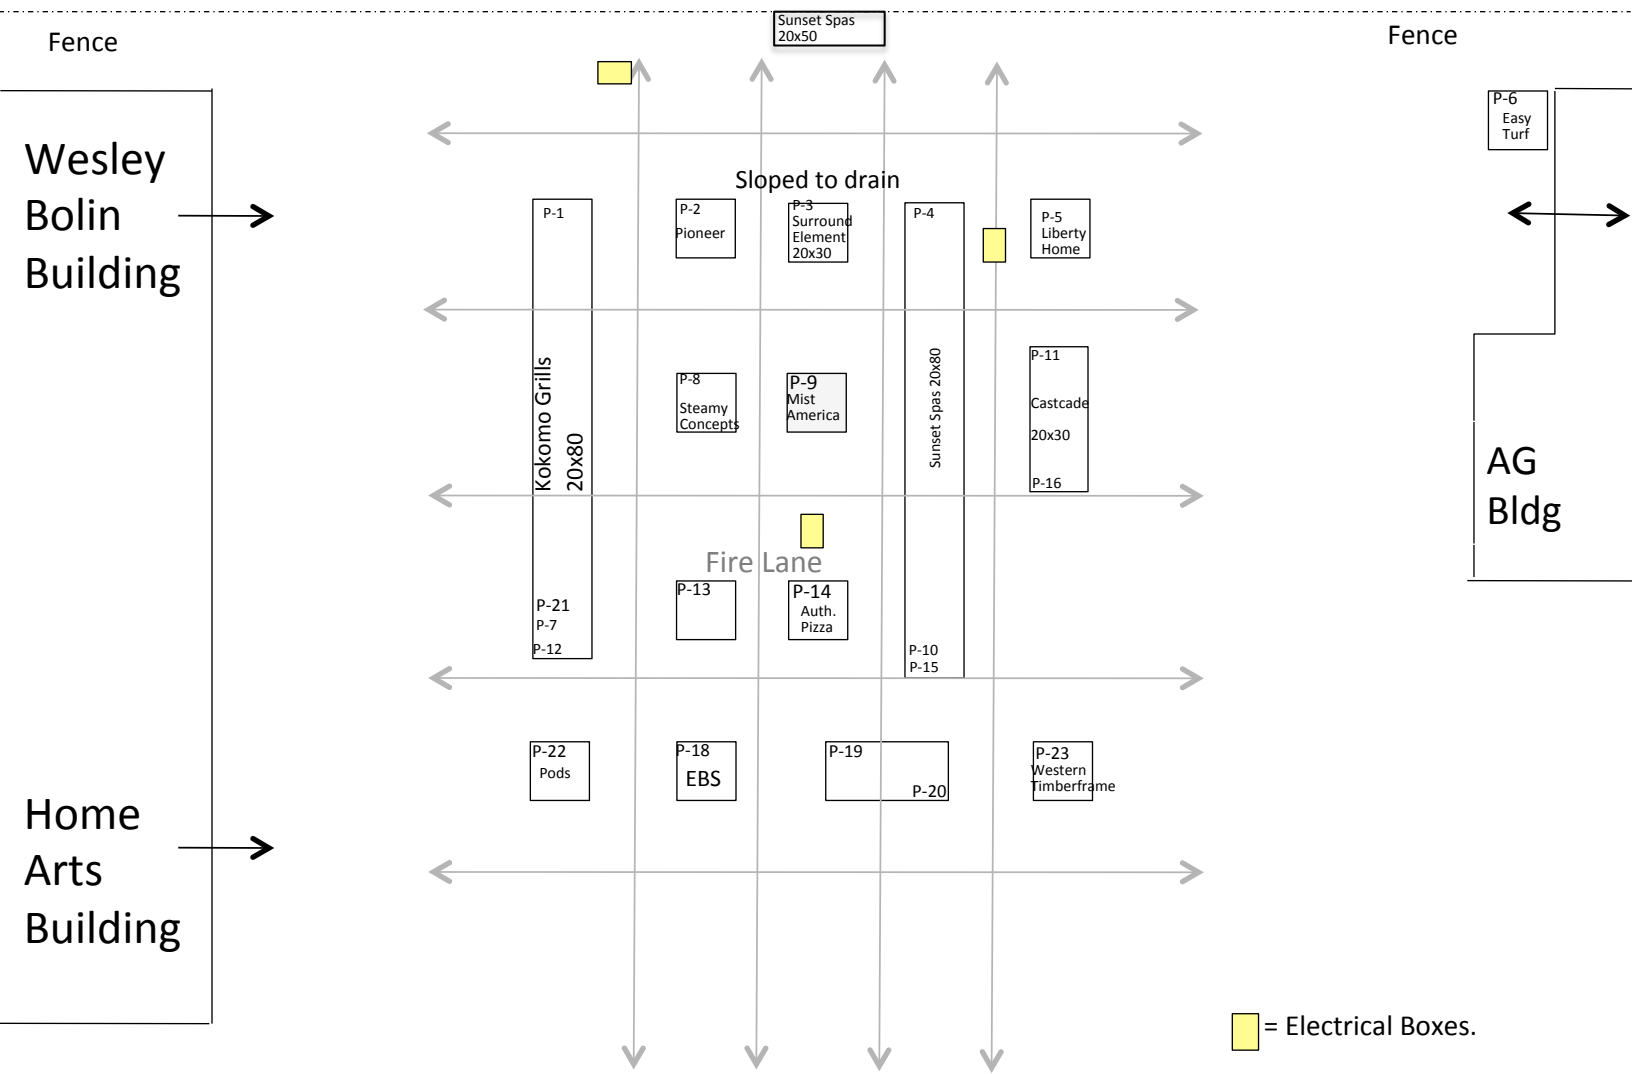 Sunset Spas
20x50
Fence
Fence
P-6
Easy
Turf
Wesley
Bolin
Building
Sloped to drain
P-1
P-2
Pioneer
P-3
Surround
Element
20x30
P-4
P-5
Liberty
Home
Kokomo Grills
20x80
P-8
Steamy
Concepts
P-9
Mist
America
Sunset Spas 20x80
P-11
Castcade
20x30
P-16
AG
Bldg
Fire Lane
P-21
P-7
P-12
P-13
P-14
Auth.
Pizza
P-10
P-15
P-22
Pods
P-18
EBS
P-19
P-20
P-23
Western
Timberframe
Home
Arts
Building
= Electrical Boxes.